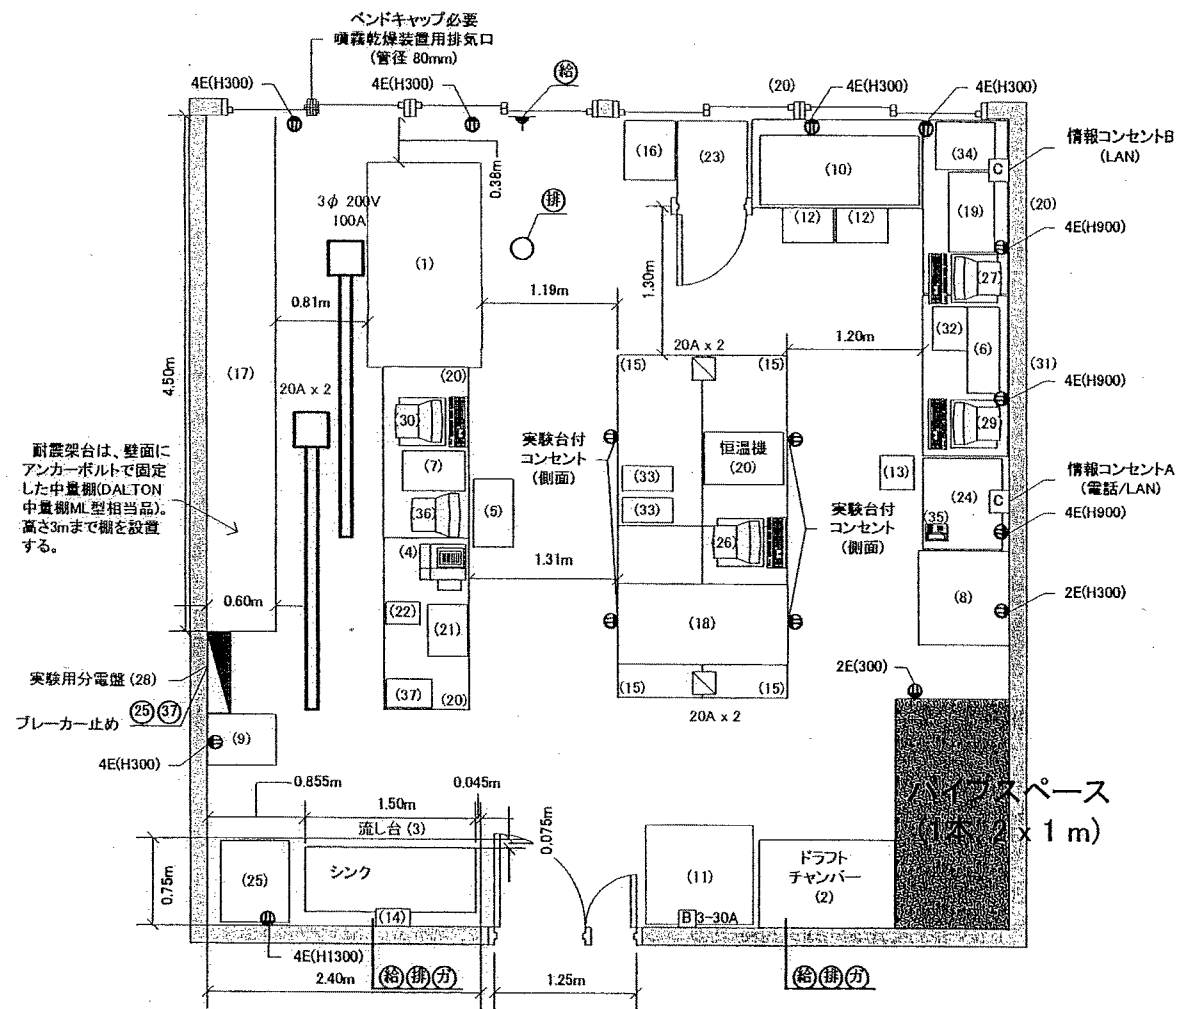 ベンドキャップ必要
噴霧乾燥装置用排気口
(管径 80mm)
4E(H300)
4E(H300)
給
(20)
4E(H300)
4E(H300)
情報コンセントB
(LAN)
(16)
(23)
(10)
(34)
C
(12)
(12)
(19)
(20)
4E(H900)
0.38m
3φ 200V
100A
排
(1)
(27)
0.81m
1.19m
1.30m
1.20m
(32)
(6)
(31)
4E(H900)
4.50m
(17)
20A x 2
(20)
(15)
20A x 2
(15)
(30)
(29)
耐震架台は、壁面に
アンカーボルトで固定
した中量棚(DALTON
中量棚ML型相当品)。
高さ3mまで棚を設置
する。
実験台付
コンセント
(側面)
恒温機
(20)
(7)
(33)
(33)
(13)
(24)
情報コンセントA
(電話/LAN)
C
(36)
(5)
実験台付
コンセント
(側面)
(35)
4E(H900)
(26)
(4)
1.31m
(8)
2E(H300)
0.60m
(22)
(21)
(18)
2E(300)
実験用分電盤 (28)
(37)
(20)
(15)
(15)
20A x 2
ブレーカー止め
25
37
(9)
4E(H300)
0.855m
0.045m
1.50m
流し台 (3)
0.075m
パイプスペース
(1本, 2 x 1 m)
0.75m
(25)
シンク
(14)
(11)
B
3-30A
ドラフト
チャンバー
(2)
4E(H1300)
2.40m
給
排
ガ
1.25m
給
排
ガ